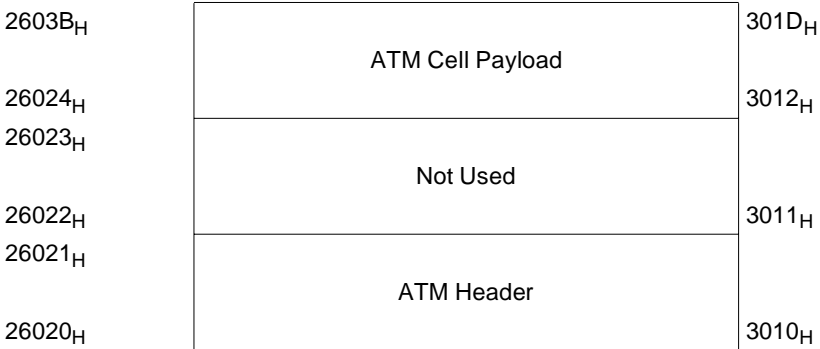 2603BH 301DH
ATM Cell Payload
26024H 3012H
26023H
Not Used
26022H 3011H
26021H
ATM Header
26020H 3010H